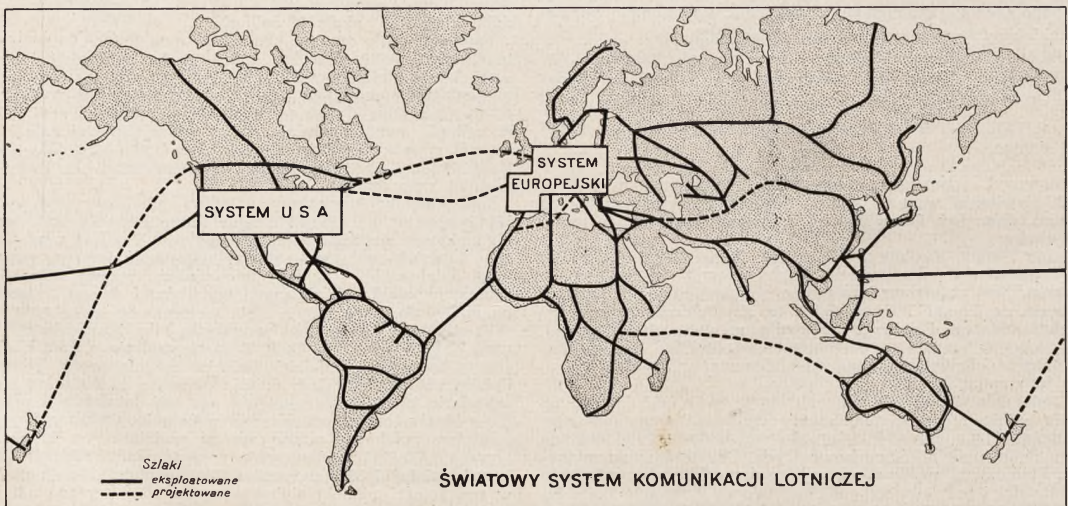 SYSTEM
EUROPEJSKI
SYSTEM U S A
Szlaki
eksploatowane
projektowane
ŚWIATOWY SYSTEM KOMUNIKACJI LOTNICZEJ